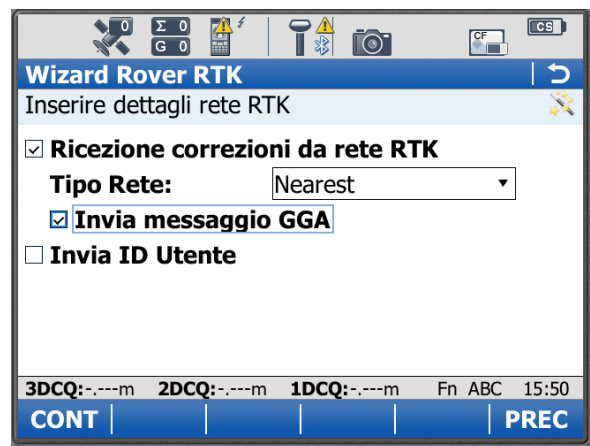 0 Σ 0 CS
G 0 CF
Wizard Rover RTK
Inserire dettagli rete RTK
Ricezione correzioni da rete RTK
Tipo Rete: Nearest
Invia messaggio GGA
Invia ID Utente
3DCQ:-.---m 2DCQ:-.---m 1DCQ:-.---m Fn ABC 15:50
CONT PREC